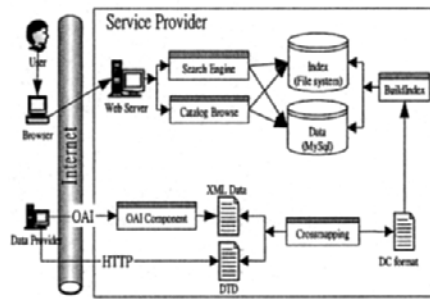 Service Provider
User
Browser
Internet
Web Server
Search Engine
Catalog Browse
Index
(File system)
Data
(MySql)
BuildIndex
Data Provider
OAI
OAI Component
XML Data
Crossmapping
HTTP
DTD
DC format